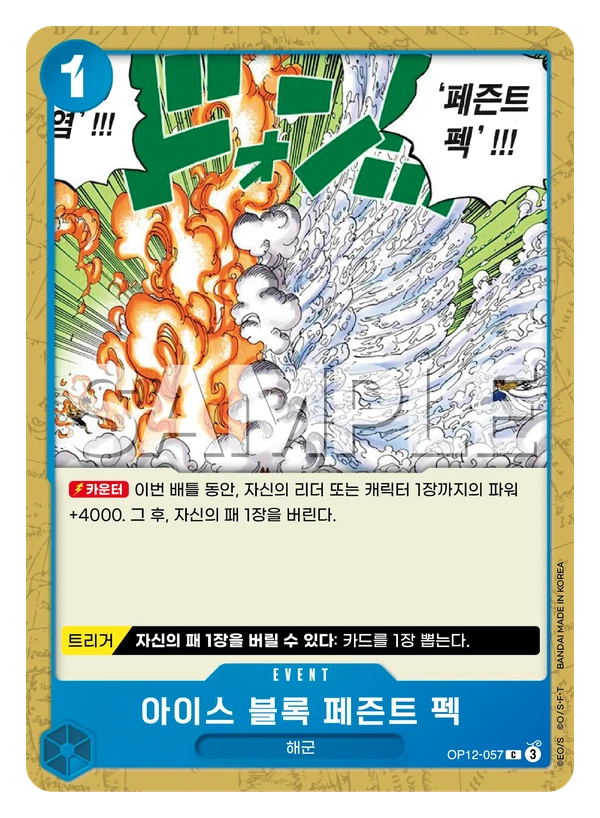 1
염’ !!!
‘페즌트
펙’ !!!
SAMPLE
카운터 이번 배틀 동안, 자신의 리더 또는 캐릭터 1장까지의 파워
+4000. 그 후, 자신의 패 1장을 버린다.
트리거 자신의 패 1장을 버릴 수 있다: 카드를 1장 뽑는다.
EVENT
아이스 블록 페즌트 펙
해군
OP12-057 C 3
©E.O/S ©O/S·F·T BANDAI MADE IN KOREA